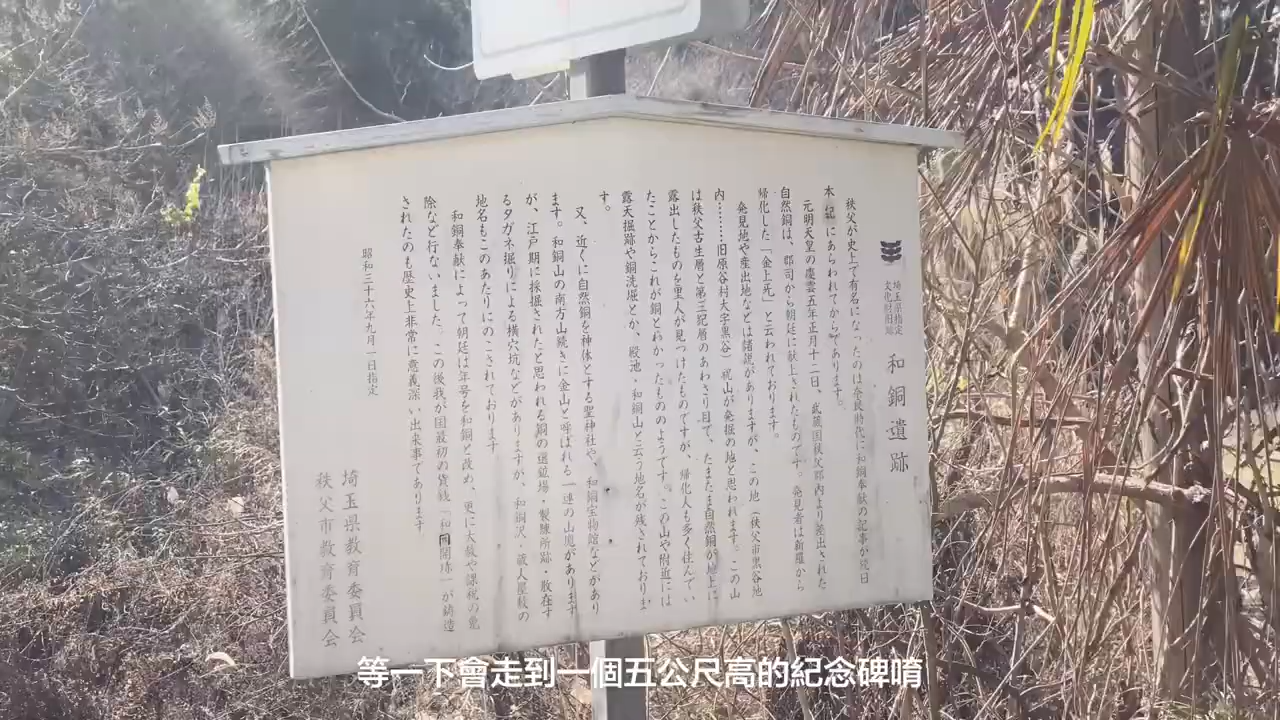 埼玉県指定
文化財旧跡
和銅遺跡
秩父が史上で有名になったのは奈良時代に和銅奉献の記事が続日
本紀にあらわれてからであります。
元明天皇の慶雲五年正月十一日、武蔵国秩父郡内より産出された
自然銅は、郡司から朝廷に献上されたものです。発見者は新羅から
帰化した「金上死」と云われております。
発見地や産出地などは諸説がありますが、この地(秩父市黒谷地
内……旧原谷村大字黒谷)祝山が発掘の地と思われます。この山
は秩父古生層と第三紀層のあわさり目で、たまたま自然銅が地上に
露出したものを里人が見つけたものですが、帰化人も多く住んでい
たことからこれが銅とわかったもののようです。この山や附近には
露天掘跡や銅洗堀とか、殿池・和銅山と云う地名が残されておりま
す。
又、近くに自然銅を神体とする聖神社や、和銅宝物館などがあり
ます。和銅山の南方山続きに金山と呼ばれる一連の山塊があります
が、江戸期に採掘されたと思われる銅の選鉱場・製煉所跡・散在す
るタガネ掘りによる横穴坑などがありますが、和銅沢・蔵人屋敷の
地名もこのあたりにのこされております
和銅奉献によって朝廷は年号を和銅と改め、更に大赦や課税の免
除など行ないました。この後我が国最初の貨銭「和同開珎」が鋳造
されたのも歴史上非常に意義深い出来事であります
昭和三十六年九月一日指定
埼玉県教育委員会
秩父市教育委員会
等一下會走到一個五公尺高的紀念碑唷